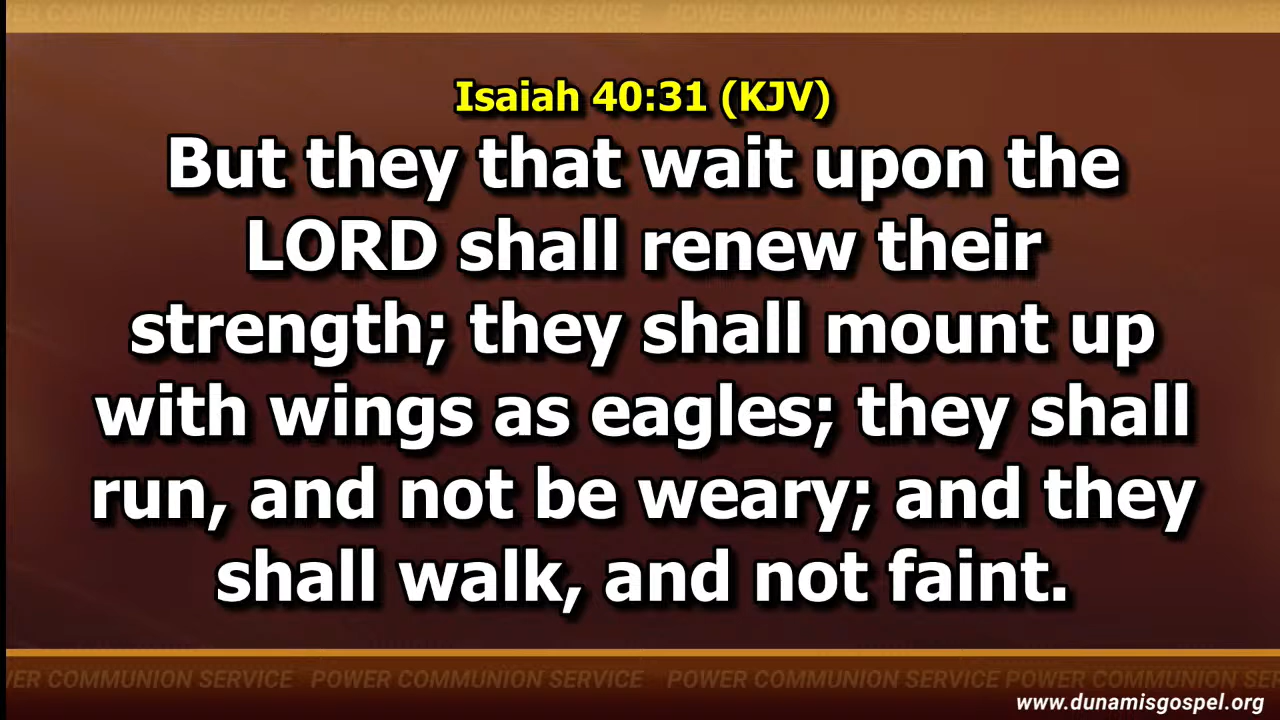 POWER COMMUNION SERVICE POWER COMMUNION SERVICE POWER COMMUNION SERVICE
Isaiah 40:31 (KJV)
But they that wait upon the
LORD shall renew their
strength; they shall mount up
with wings as eagles; they shall
run, and not be weary; and they
shall walk, and not faint.
VER COMMUNION SERVICE POWER COMMUNION SERVICE POWER COMMUNION SERVICE
www.dunamisgospel.org